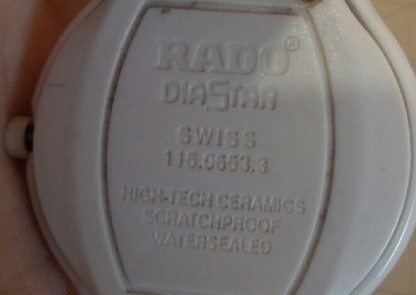 RADO®
DIASTAR
SWISS
115.0653.3
HIGH-TECH CERAMICS
SCRATCHPROOF
WATERSEALED